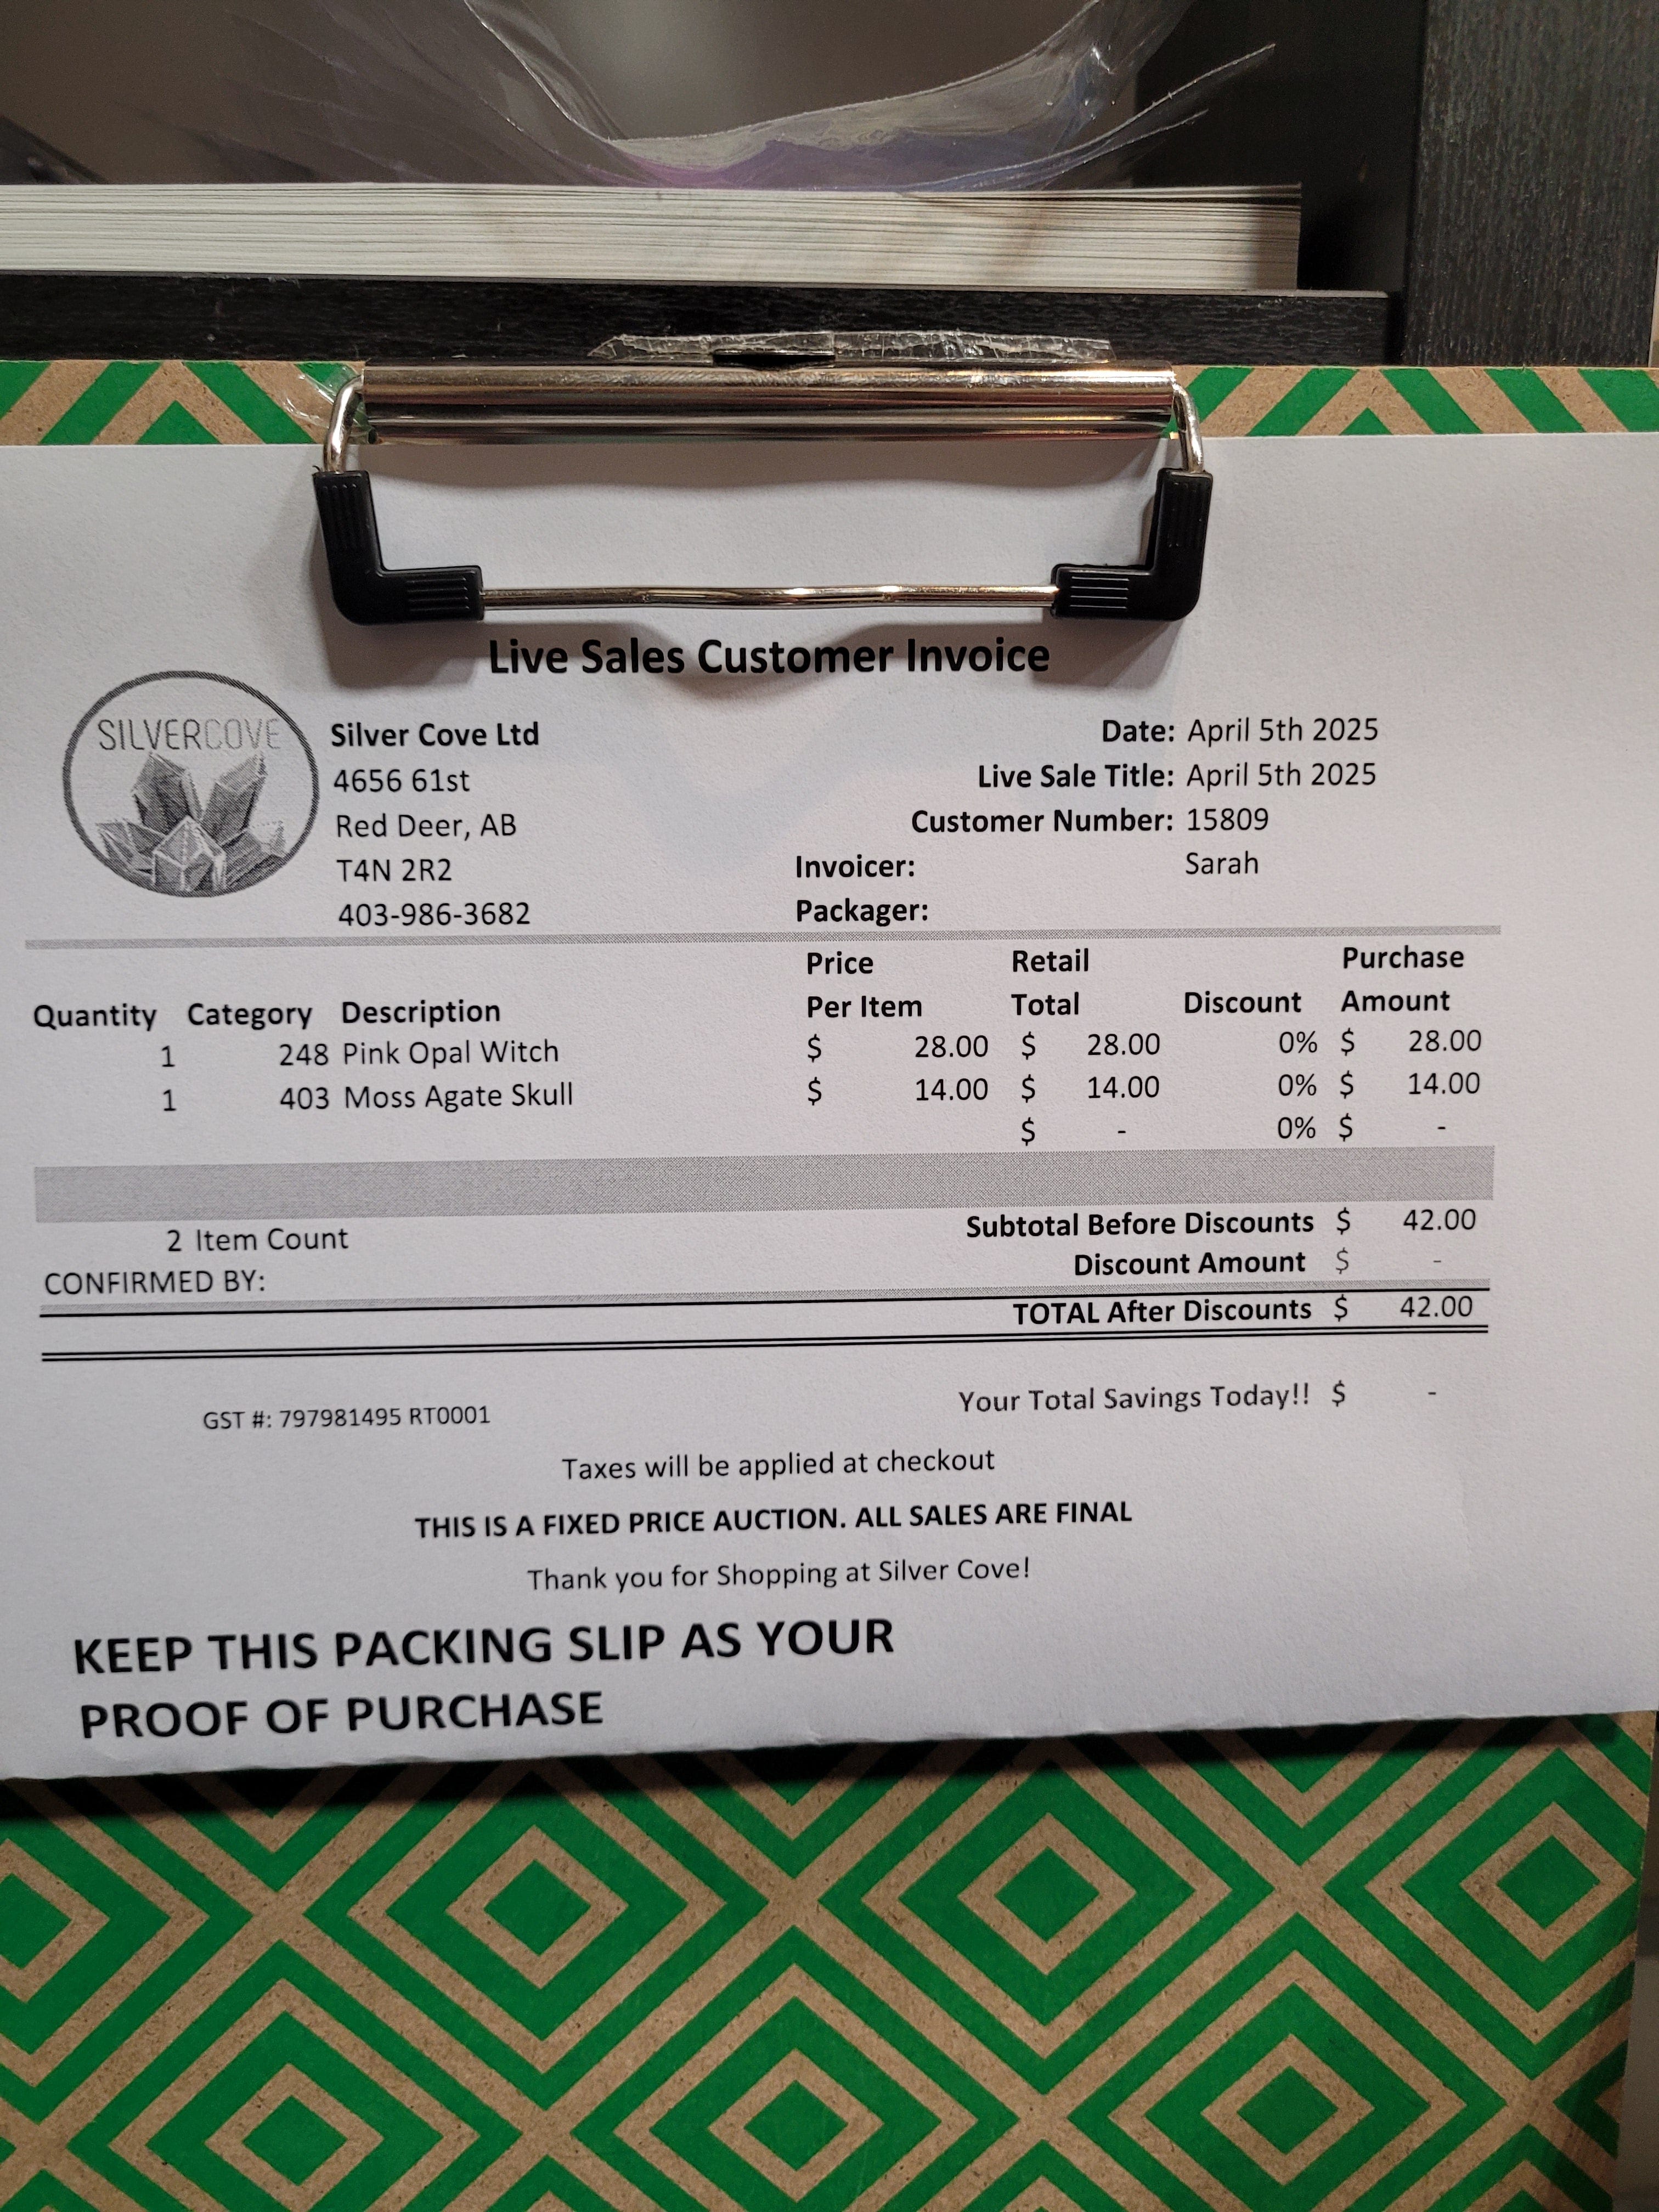 Live Sales Customer Invoice
SILVERCOVE
Silver Cove Ltd
4656 61st
Red Deer, AB
T4N 2R2
403-986-3682
Date: April 5th 2025
Live Sale Title: April 5th 2025
Customer Number: 15809
Invoicer: Sarah
Packager:
Quantity Category Description Price Per Item Retail Total Discount Purchase Amount
1 248 Pink Opal Witch $ 28.00 $ 28.00 0% $ 28.00
1 403 Moss Agate Skull $ 14.00 $ 14.00 0% $ 14.00
$ - 0% $ -
2 Item Count Subtotal Before Discounts $ 42.00
Discount Amount $ -
CONFIRMED BY:
TOTAL After Discounts $ 42.00
Your Total Savings Today!! $ -
GST #: 797981495 RT0001
Taxes will be applied at checkout
THIS IS A FIXED PRICE AUCTION. ALL SALES ARE FINAL
Thank you for Shopping at Silver Cove!
KEEP THIS PACKING SLIP AS YOUR
PROOF OF PURCHASE